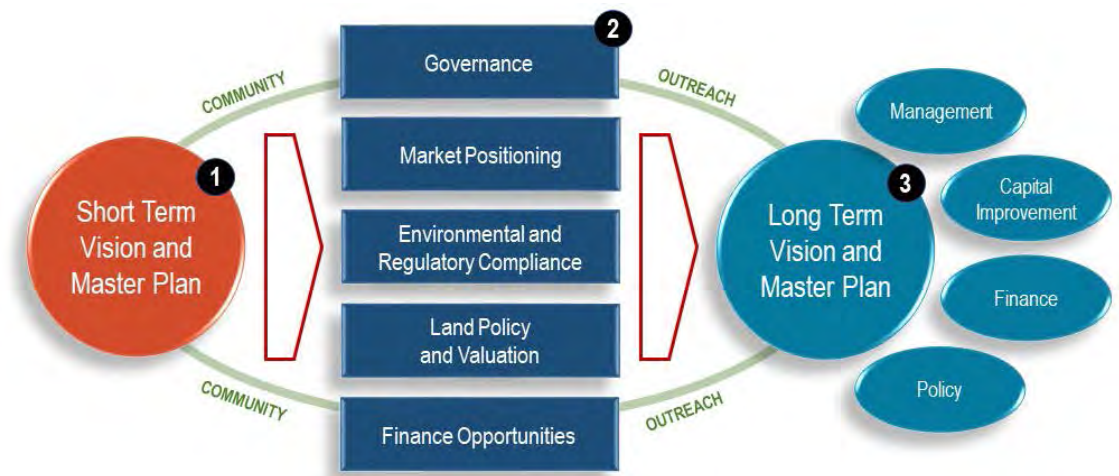 COMMUNITY
1
Short Term
Vision and
Master Plan
COMMUNITY
2
Governance
Market Positioning
Environmental and
Regulatory Compliance
Land Policy
and Valuation
Finance Opportunities
OUTREACH
3
Long Term
Vision and
Master Plan
OUTREACH
Management
Capital
Improvement
Finance
Policy